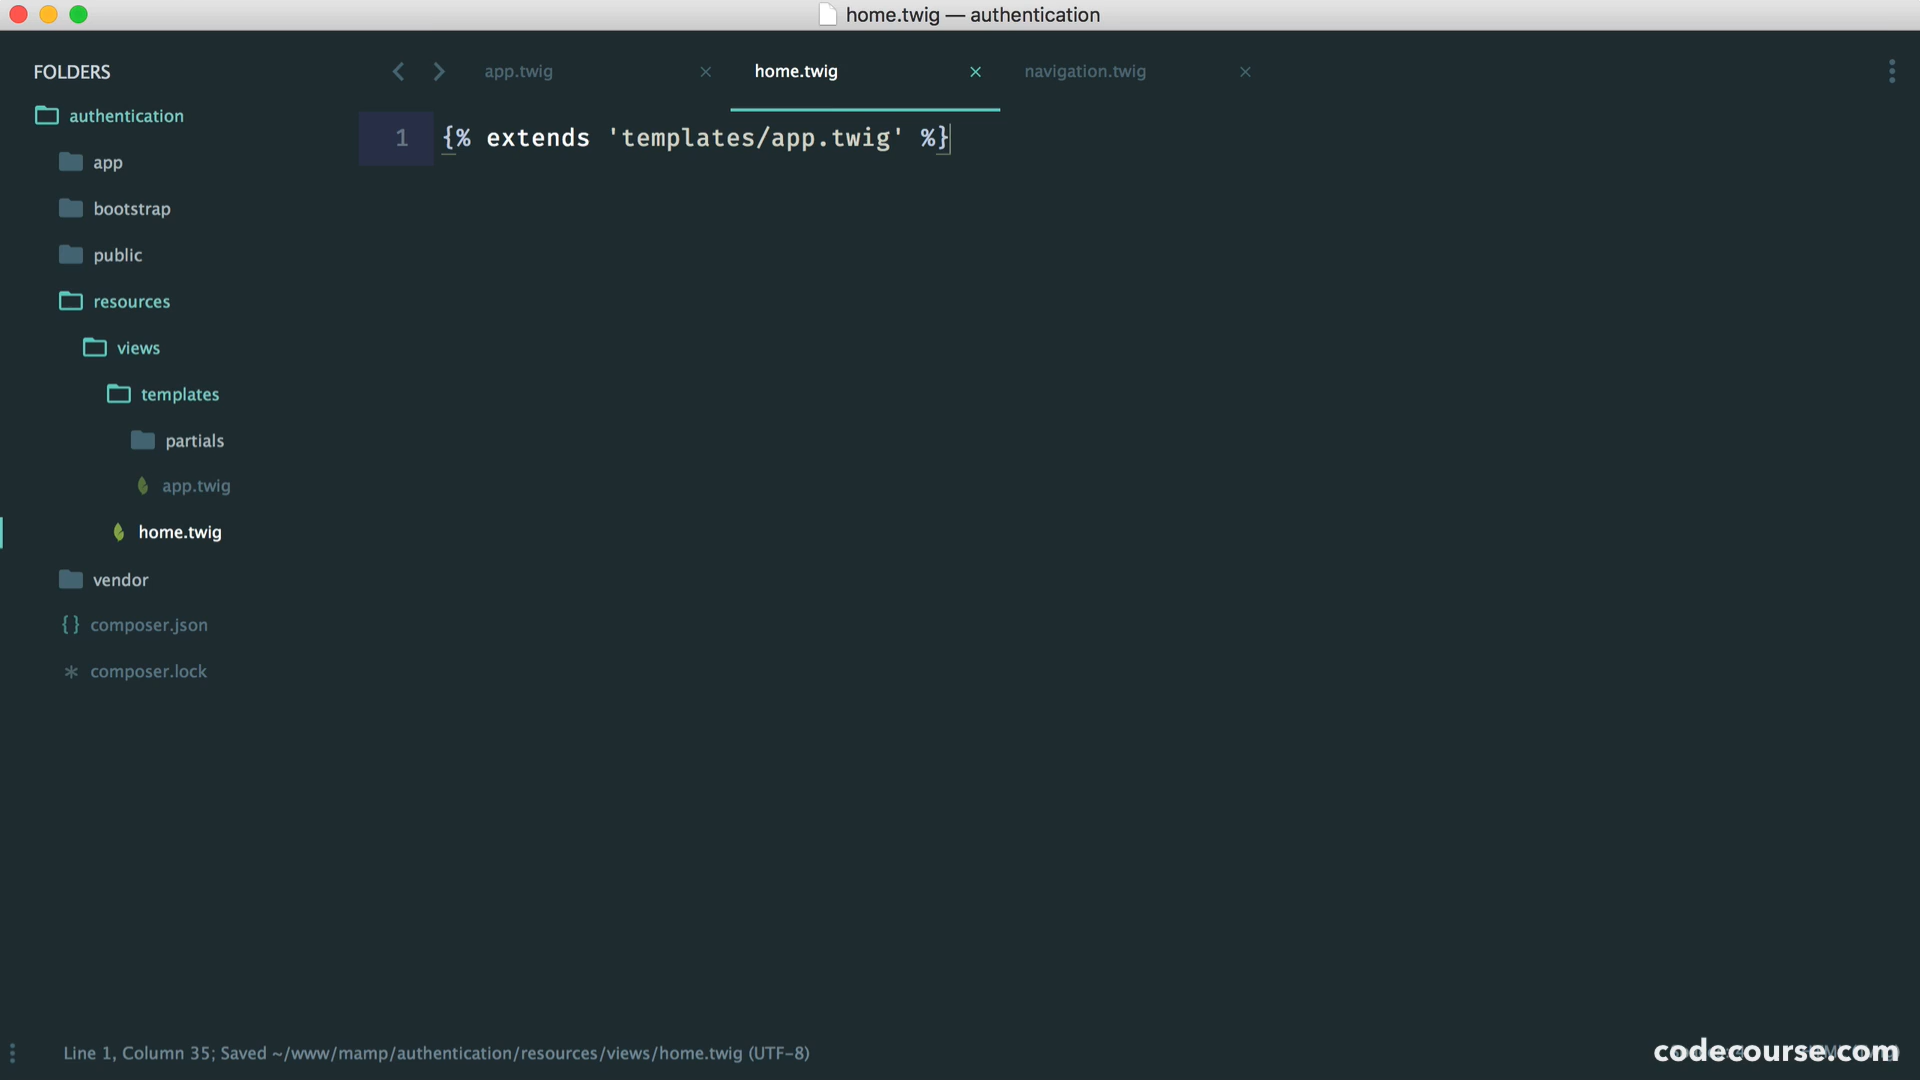 home.twig — authentication
FOLDERS
authentication
app
bootstrap
public
resources
views
templates
partials
app.twig
home.twig
vendor
{} composer.json
* composer.lock
app.twig
home.twig
navigation.twig
1 {% extends 'templates/app.twig' %}
Line 1, Column 35; Saved ~/www/mamp/authentication/resources/views/home.twig (UTF-8)
codecourse.com